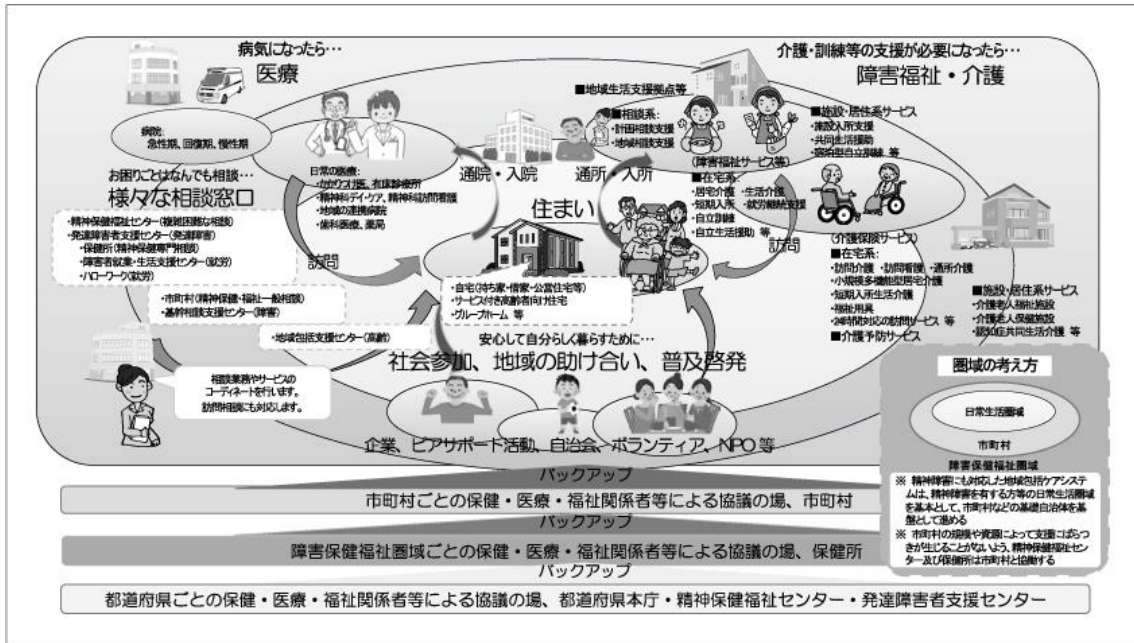 病気になったら…
医療
病院:
急性期、回復期、慢性期
お困りごとはなんでも相談…
様々な相談窓口
・精神保健福祉センター(複雑困難な相談)
・発達障害者支援センター(発達障害)
・保健所(精神保健専門相談)
・障害者就業・生活支援センター(就労)
・ハローワーク(就労)
・市町村(精神保健・福祉一般相談)
・基幹相談支援センター(障害)
・地域包括支援センター(高齢)
相談業務やサービスの
コーディネートを行います。
訪問相談にも対応します。
日常の医療:
・かかりつけ医、有床診療所
・精神科デイ・ケア、精神科訪問看護
・地域の連携病院
・歯科医療、薬局
訪問
通院・入院
通所・入所
住まい
・自宅(持ち家・借家・公営住宅等)
・サービス付き高齢者向け住宅
・グループホーム 等
訪問
介護・訓練等の支援が必要になったら…
障害福祉・介護
■地域生活支援拠点等
■相談系:
・計画相談支援
・地域相談支援
■施設・居住系サービス
・施設入所支援
・共同生活援助
・宿泊型自立訓練 等
(障害福祉サービス等)
■在宅系:
・居宅介護 ・生活介護
・短期入所 ・就労継続支援
・自立訓練
・自立生活援助 等
(介護保険サービス)
■在宅系:
・訪問介護 ・訪問看護 ・通所介護
・小規模多機能型居宅介護
・短期入所生活介護
・福祉用具
・24時間対応の訪問サービス 等
■介護予防サービス
■施設・居住系サービス
・介護老人福祉施設
・介護老人保健施設
・認知症共同生活介護 等
安心して自分らしく暮らすために…
社会参加、地域の助け合い、普及啓発
企業、ピアサポート活動、自治会、ボランティア、NPO 等
圏域の考え方
日常生活圏域
市町村
障害保健福祉圏域
※ 精神障害にも対応した地域包括ケアシス
テムは、精神障害を有する方等の日常生活圏域
を基本として、市町村などの基礎自治体を基
盤として進める
※ 市町村の規模や資源によって支援にばらつ
きが生じることがないよう、精神保健福祉セン
ター及び保健所は市町村と協働する
バックアップ
市町村ごとの保健・医療・福祉関係者等による協議の場、市町村
バックアップ
障害保健福祉圏域ごとの保健・医療・福祉関係者等による協議の場、保健所
バックアップ
都道府県ごとの保健・医療・福祉関係者等による協議の場、都道府県本庁・精神保健福祉センター・発達障害者支援センター